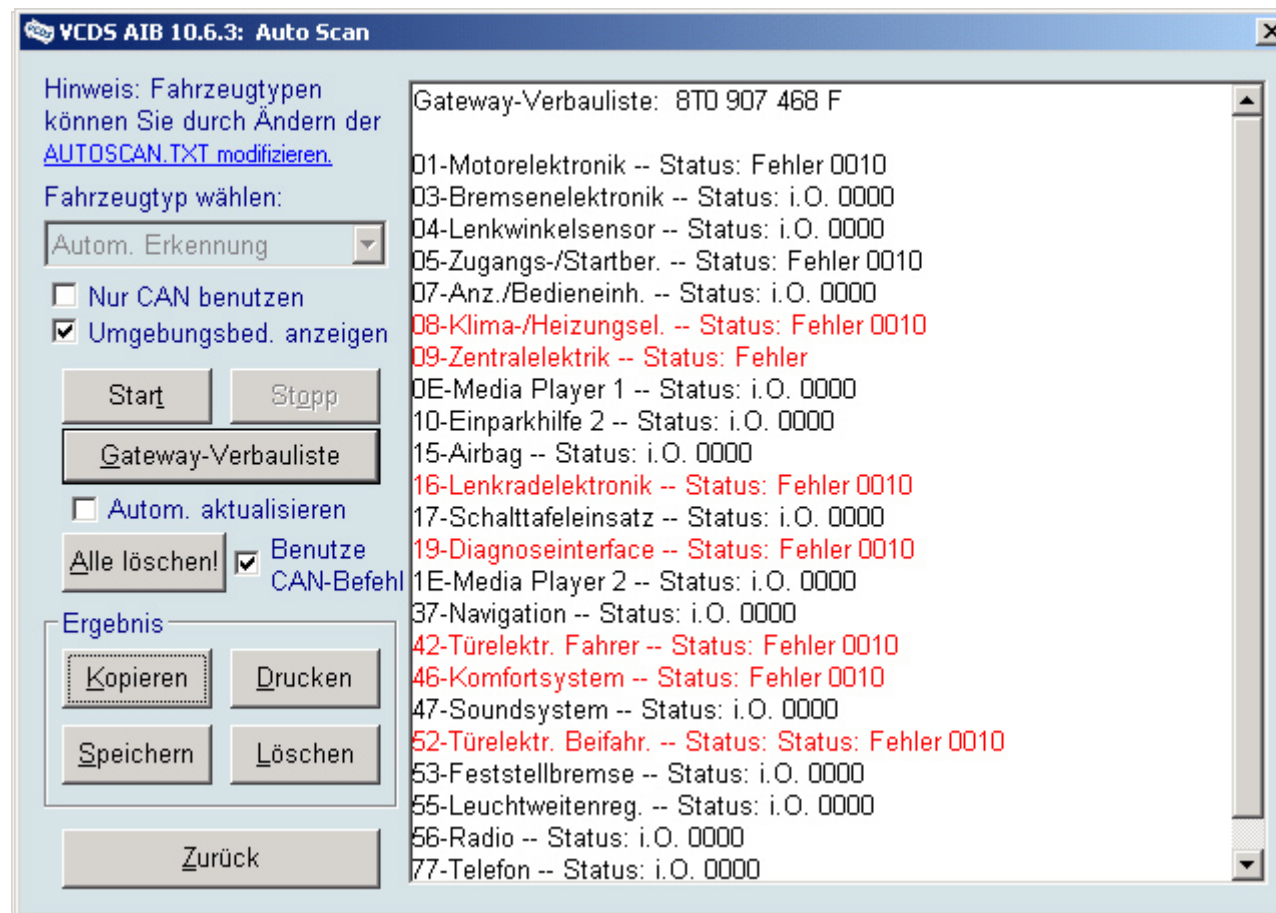 VCDS AIB 10.6.3: Auto Scan
Hinweis: Fahrzeugtypen
können Sie durch Ändern der
AUTOSCAN.TXT modifizieren.
Fahrzeugtyp wählen:
Autom. Erkennung
Nur CAN benutzen
Umgebungsbed. anzeigen
Start
Stopp
Gateway-Verbauliste
Autom. aktualisieren
Alle löschen!
Benutze
CAN-Befehl
Ergebnis
Kopieren
Drucken
Speichern
Löschen
Zurück
Gateway-Verbauliste: 8T0 907 468 F
01-Motorelektronik -- Status: Fehler 0010
03-Bremsenelektronik -- Status: i.O. 0000
04-Lenkwinkelsensor -- Status: i.O. 0000
05-Zugangs-/Startber. -- Status: Fehler 0010
07-Anz./Bedieneinh. -- Status: i.O. 0000
08-Klima-/Heizungsel. -- Status: Fehler 0010
09-Zentralelektrik -- Status: Fehler
0E-Media Player 1 -- Status: i.O. 0000
10-Einparkhilfe 2 -- Status: i.O. 0000
15-Airbag -- Status: i.O. 0000
16-Lenkradelektronik -- Status: Fehler 0010
17-Schalttafeleinsatz -- Status: i.O. 0000
19-Diagnoseinterface -- Status: Fehler 0010
1E-Media Player 2 -- Status: i.O. 0000
37-Navigation -- Status: i.O. 0000
42-Türelektr. Fahrer -- Status: Fehler 0010
46-Komfortsystem -- Status: Fehler 0010
47-Soundsystem -- Status: i.O. 0000
52-Türelektr. Beifahr. -- Status: Status: Fehler 0010
53-Feststellbremse -- Status: i.O. 0000
55-Leuchtweitenreg. -- Status: i.O. 0000
56-Radio -- Status: i.O. 0000
77-Telefon -- Status: i.O. 0000